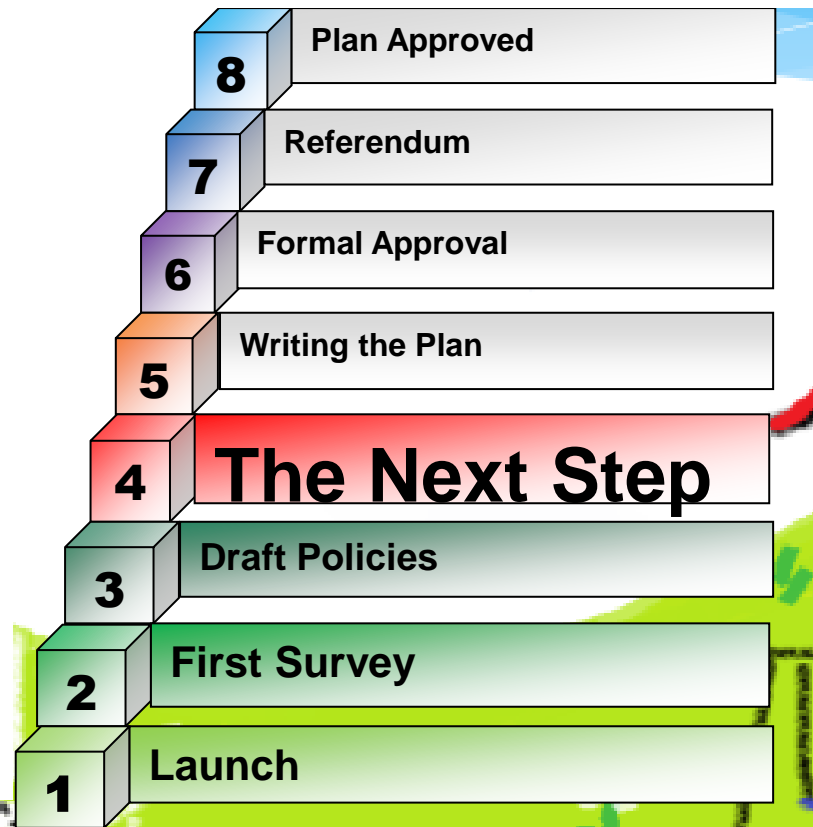 8 Plan Approved
7 Referendum
6 Formal Approval
5 Writing the Plan
4 The Next Step
3 Draft Policies
2 First Survey
1 Launch